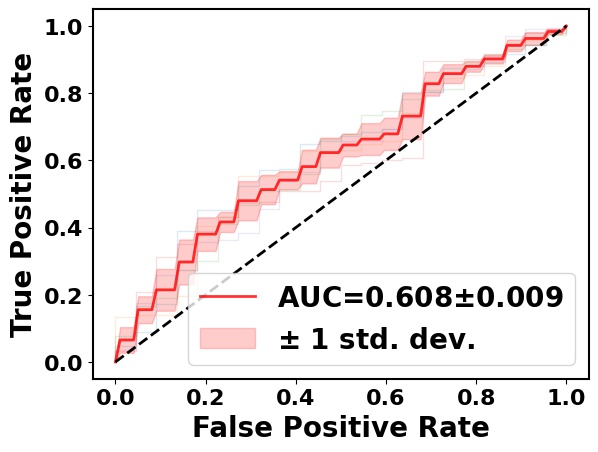 1.0
0.8
0.6
0.4
0.2
0.0
True Positive Rate
AUC=0.608±0.009
± 1 std. dev.
0.0 0.2 0.4 0.6 0.8 1.0
False Positive Rate